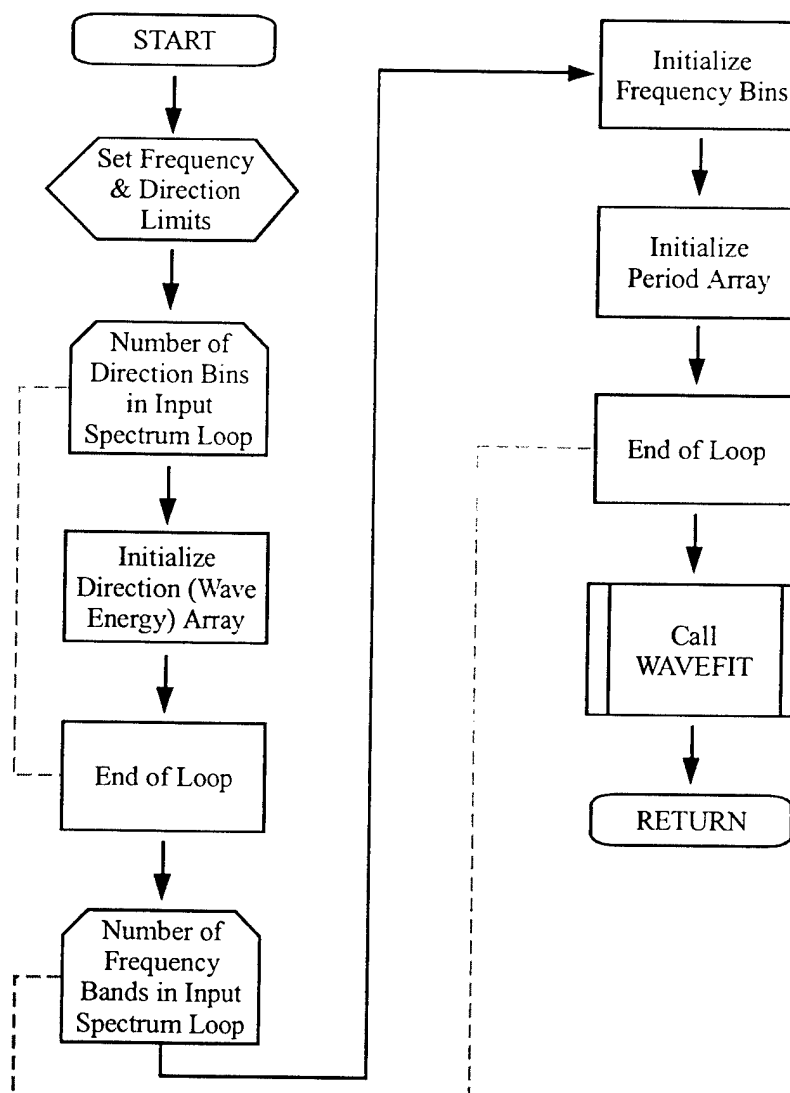 START
Set Frequency
& Direction
Limits
Number of
Direction Bins
in Input
Spectrum Loop
Initialize
Direction (Wave
Energy) Array
End of Loop
Number of
Frequency
Bands in Input
Spectrum Loop
Initialize
Frequency Bins
Initialize
Period Array
End of Loop
Call
WAVEFIT
RETURN